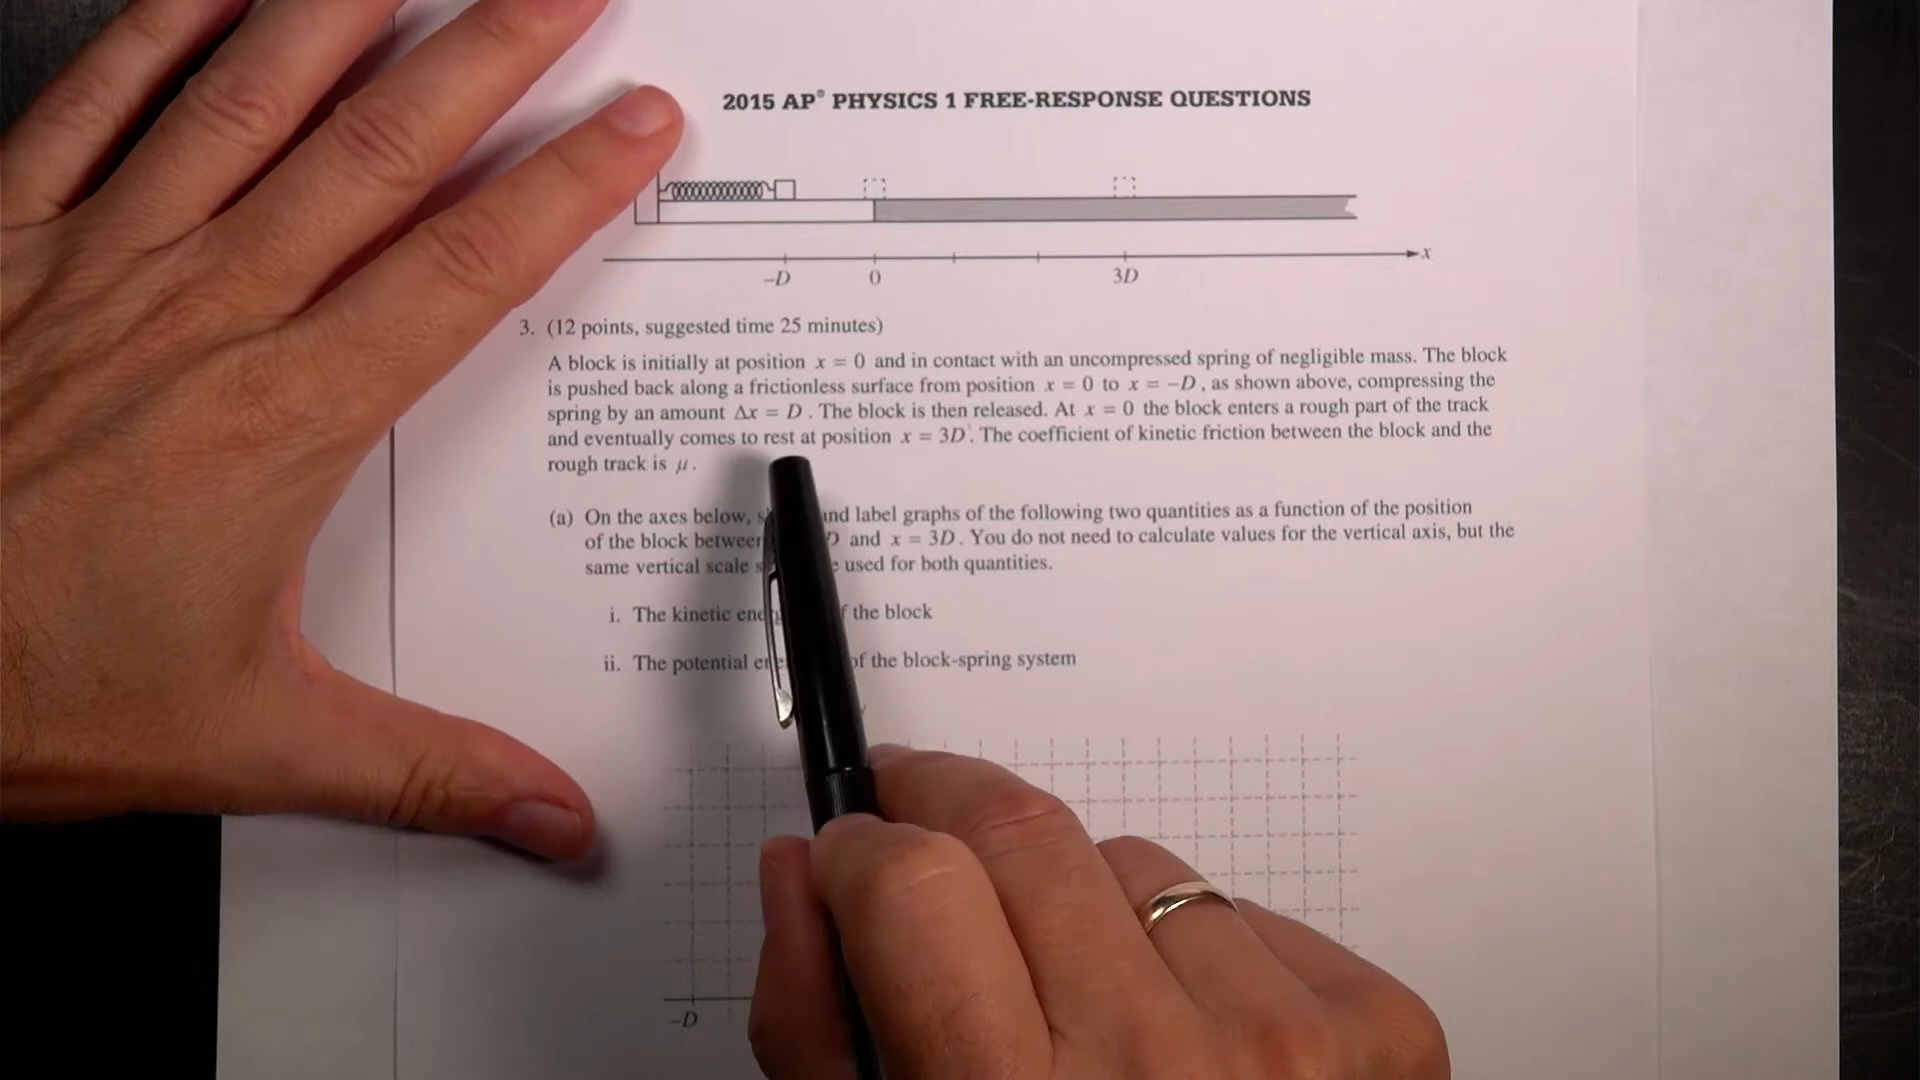 2015 AP® PHYSICS 1 FREE-RESPONSE QUESTIONS
x
–D 0 3D
3. (12 points, suggested time 25 minutes)
A block is initially at position x = 0 and in contact with an uncompressed spring of negligible mass. The block
is pushed back along a frictionless surface from position x = 0 to x = –D, as shown above, compressing the
spring by an amount Δx = D. The block is then released. At x = 0 the block enters a rough part of the track
and eventually comes to rest at position x = 3D. The coefficient of kinetic friction between the block and the
rough track is μ.
(a) On the axes below, and label graphs of the following two quantities as a function of the position
of the block between D and x = 3D. You do not need to calculate values for the vertical axis, but the
same vertical scale used for both quantities.
i. The kinetic the block
ii. The potential of the block-spring system
–D